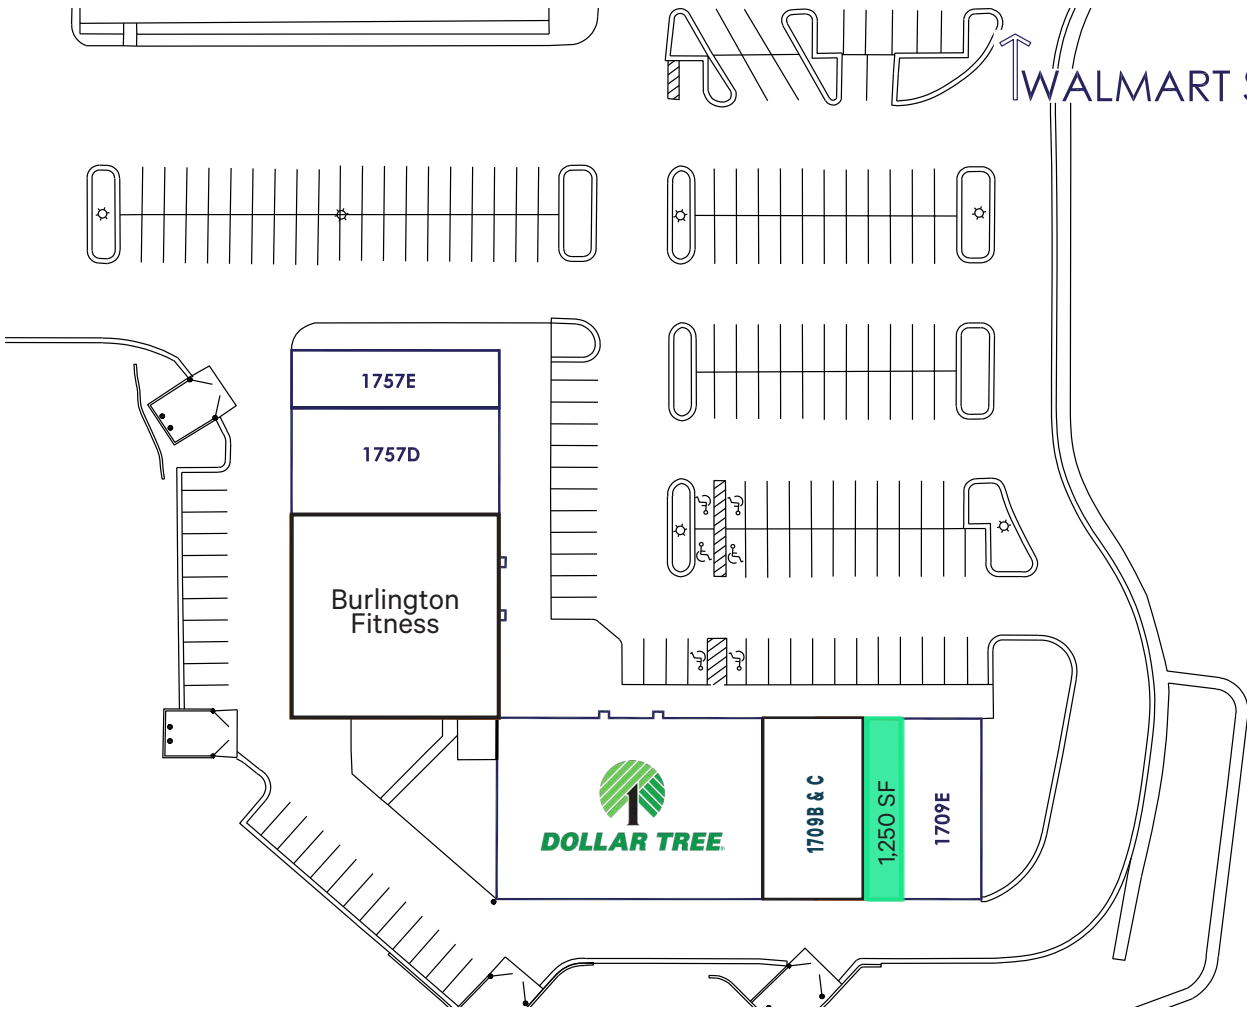 WALMART S
1757E
1757D
Burlington
Fitness
DOLLAR TREE
1709B & C
1,250 SF
1709E